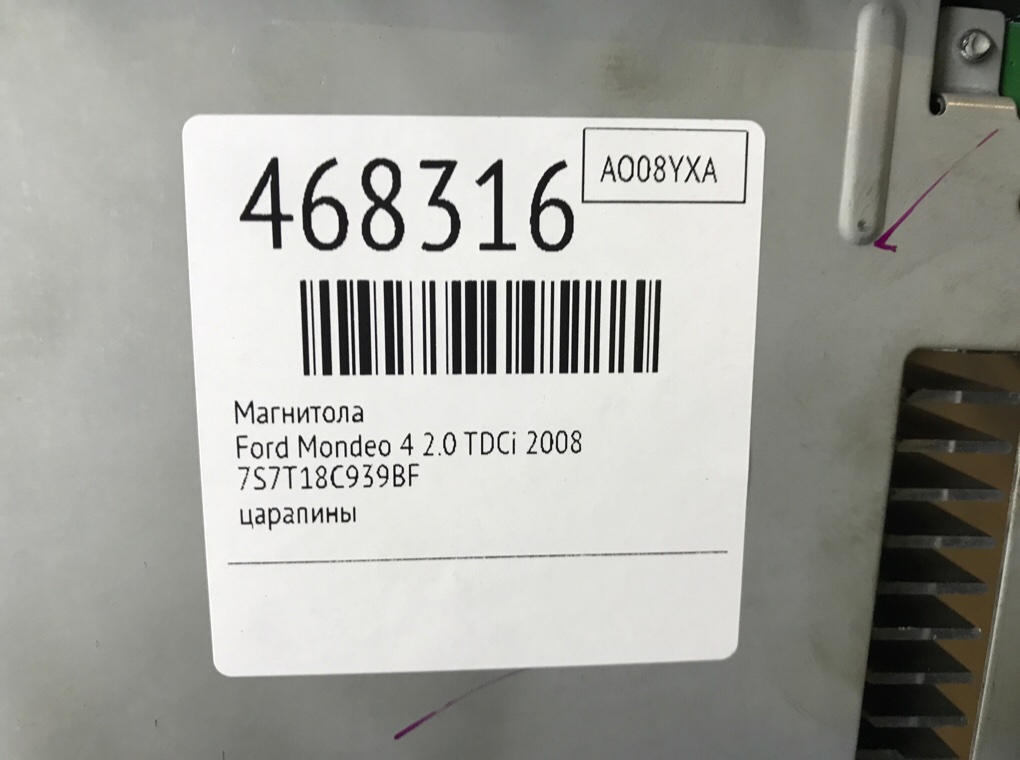 468316
AO08YXA
Магнитола
Ford Mondeo 4 2.0 TDCi 2008
7S7T18C939BF
царапины